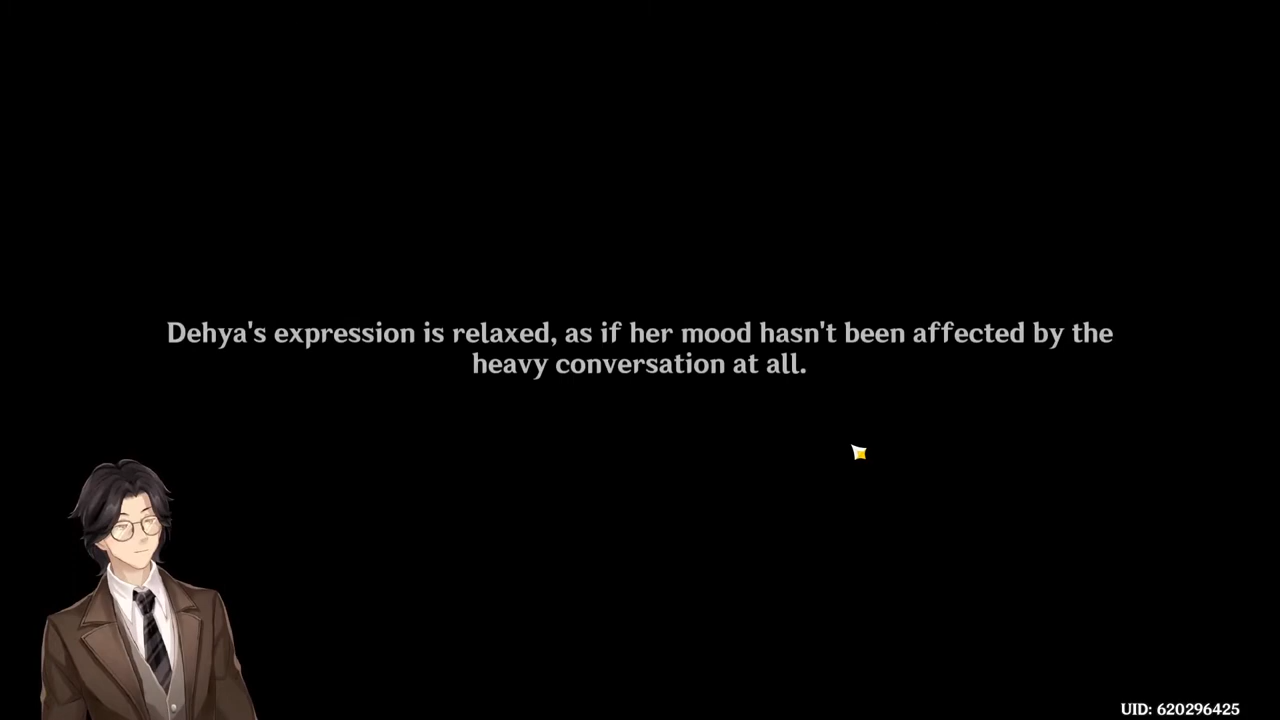 Dehya's expression is relaxed, as if her mood hasn't been affected by the
heavy conversation at all.
UID: 620296425